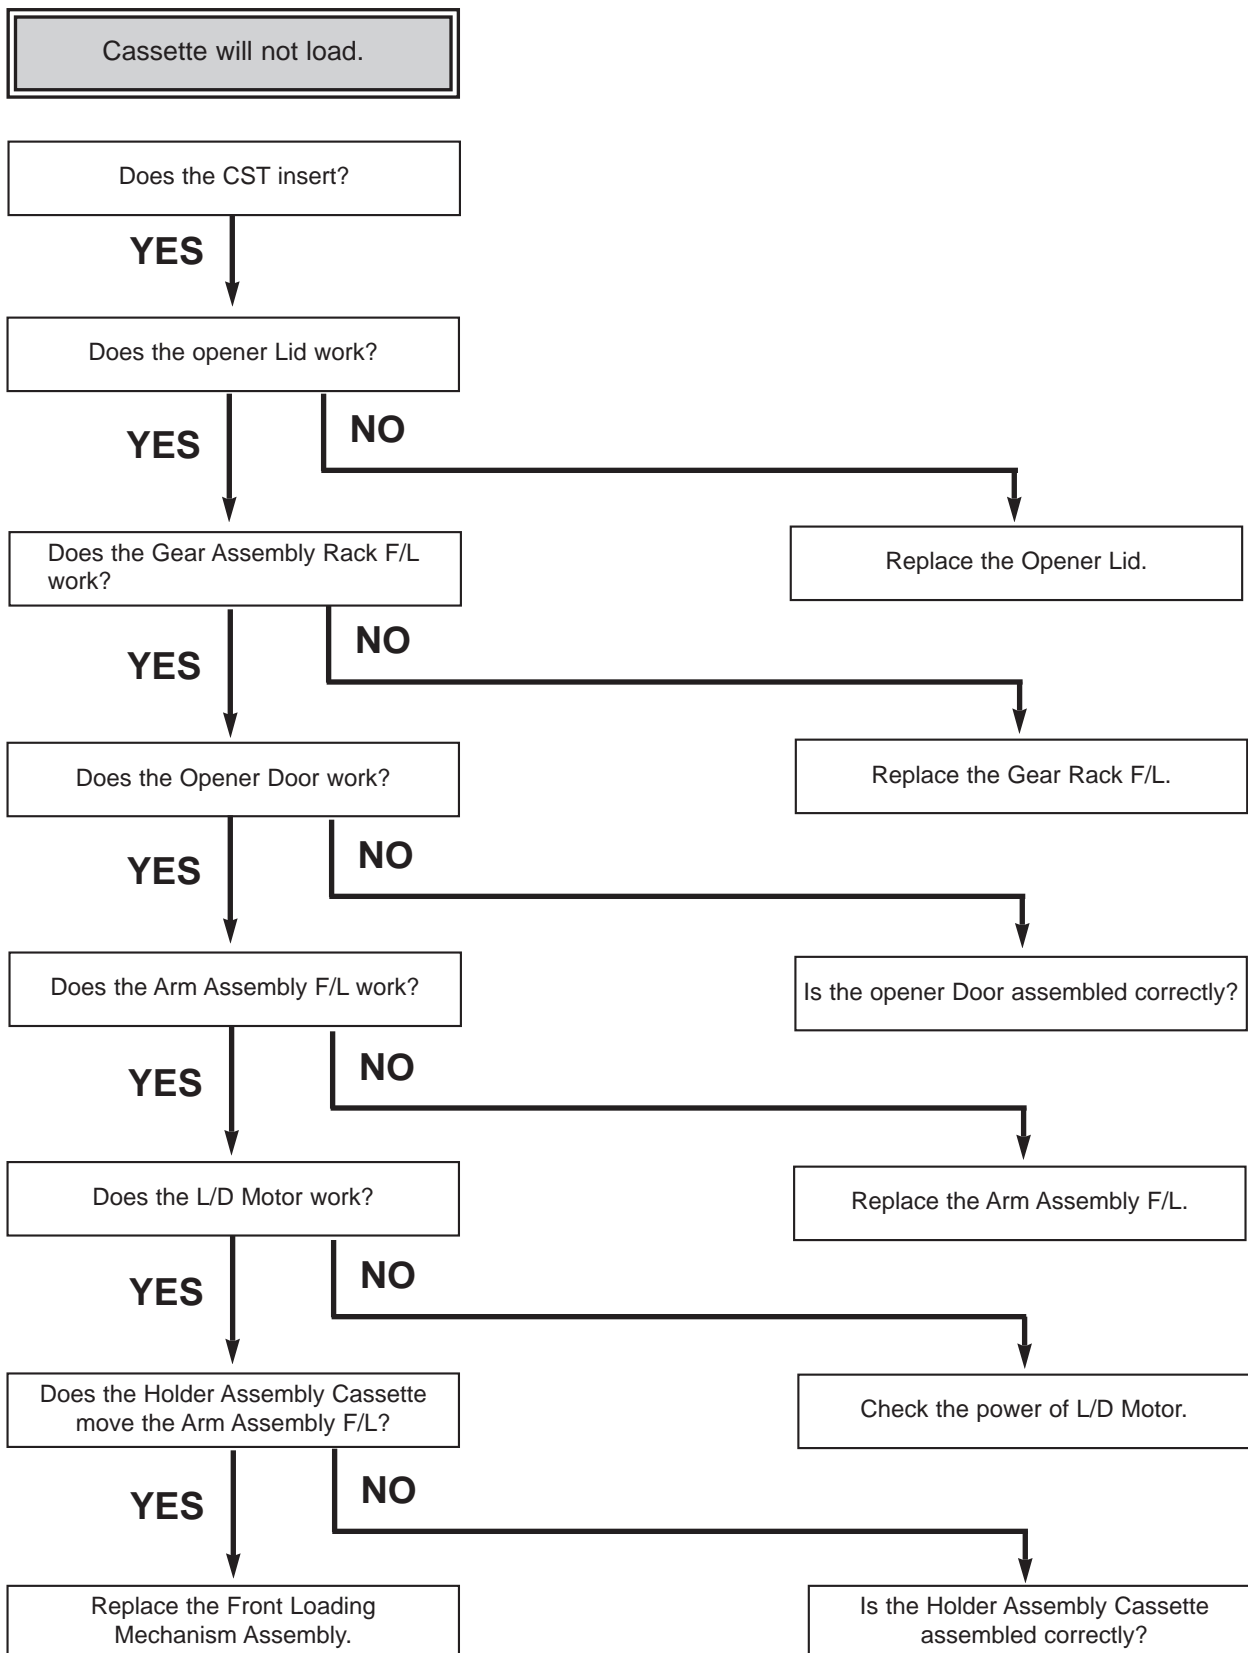 Cassette will not load.
Does the CST insert?
YES
Does the opener Lid work?
YES
NO
Does the Gear Assembly Rack F/L
work?
Replace the Opener Lid.
YES
NO
Does the Opener Door work?
Replace the Gear Rack F/L.
YES
NO
Does the Arm Assembly F/L work?
Is the opener Door assembled correctly?
YES
NO
Does the L/D Motor work?
Replace the Arm Assembly F/L.
YES
NO
Does the Holder Assembly Cassette
move the Arm Assembly F/L?
Check the power of L/D Motor.
YES
NO
Replace the Front Loading
Mechanism Assembly.
Is the Holder Assembly Cassette
assembled correctly?